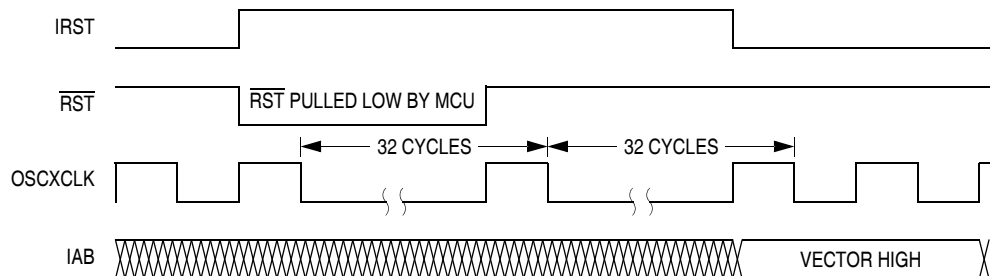 IRST
RST
RST PULLED LOW BY MCU
32 CYCLES
32 CYCLES
OSCXCLK
IAB
VECTOR HIGH